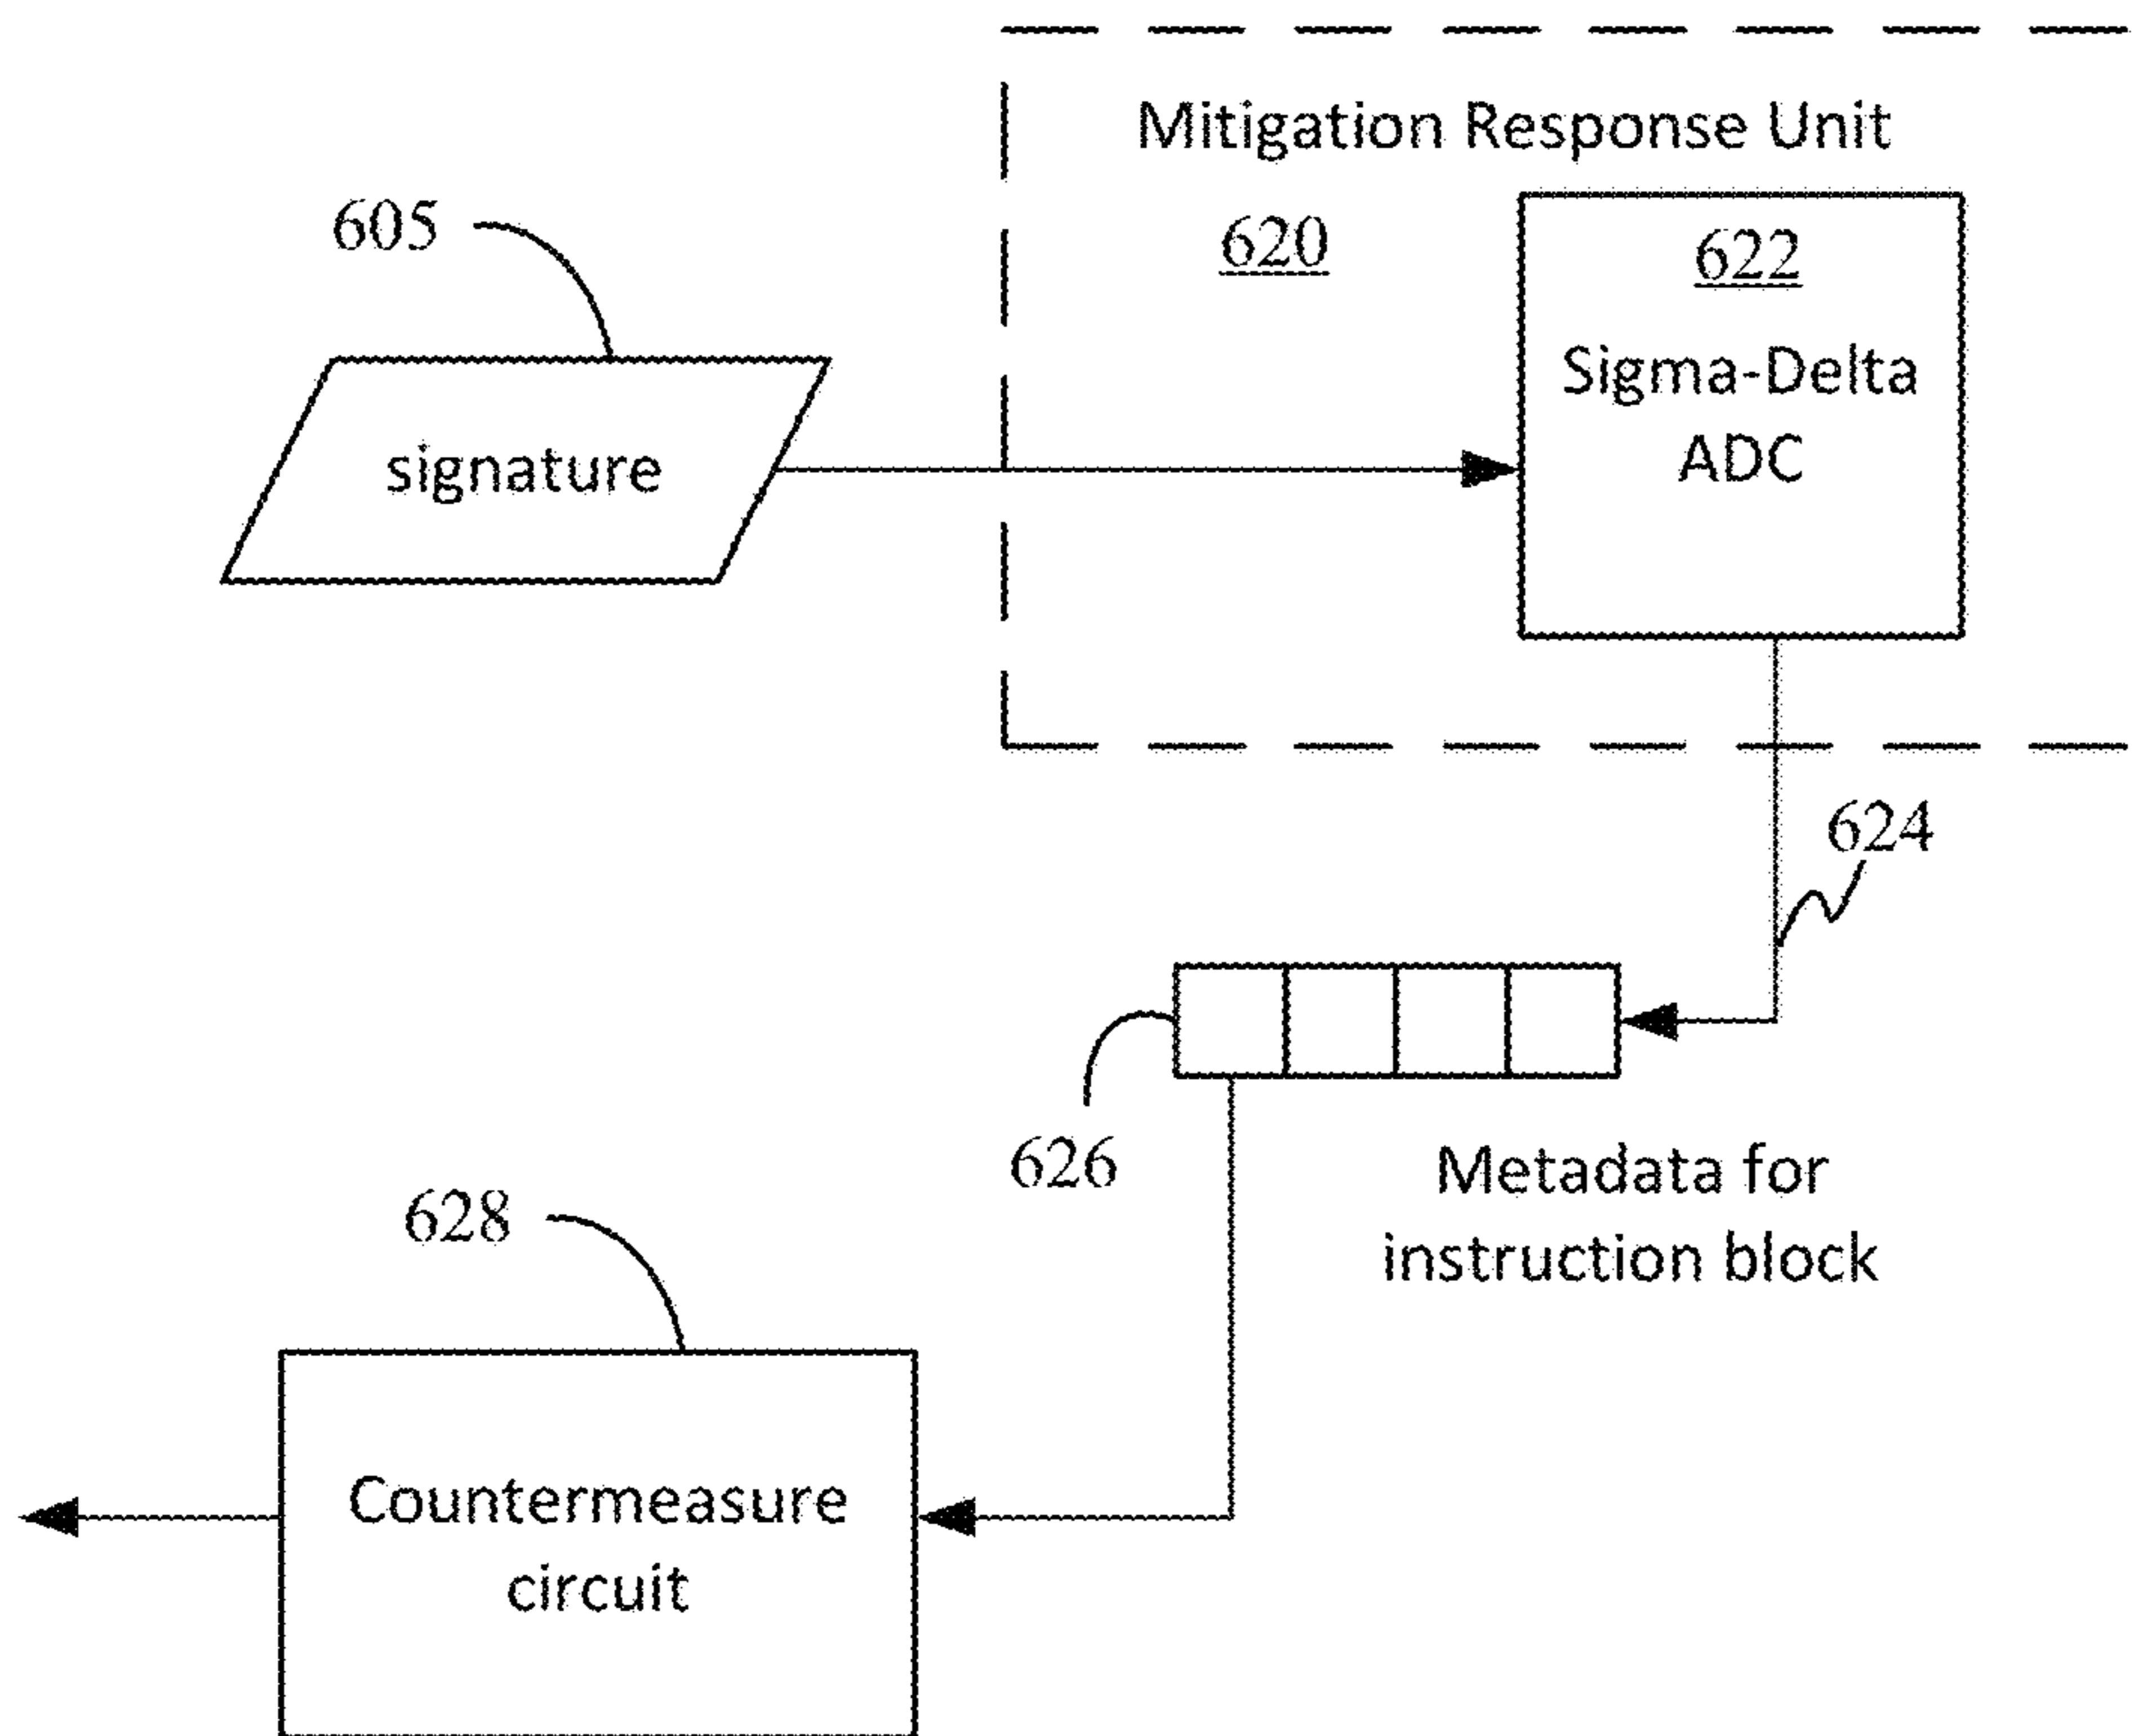 Mitigation Response Unit
605
620
622
Sigma-Delta
ADC
signature
624
626
Metadata for
instruction block
628
Countermeasure
circuit